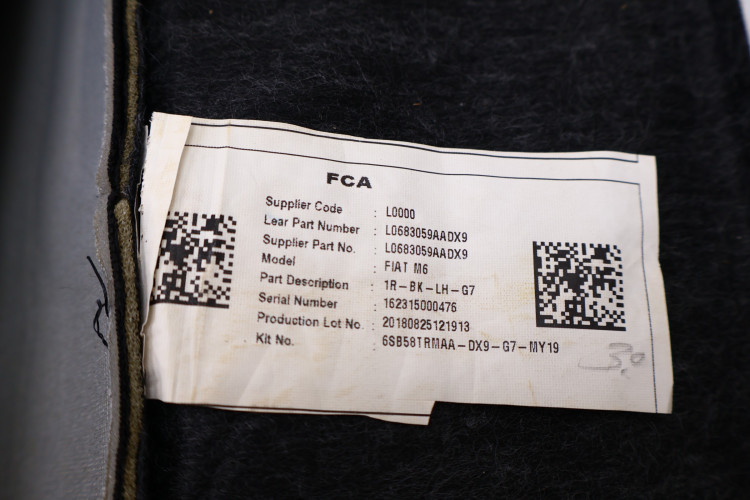 FCA
Supplier Code : L0000
Lear Part Number : L0683059AADX9
Supplier Part No. : L0683059AADX9
Model : FIAT M6
Part Description : 1R-BK-LH-G7
Serial Number : 162315000476
Production Lot No. : 20180825121913
Kit No. : 6SB58TRMAA-DX9-G7-MY19